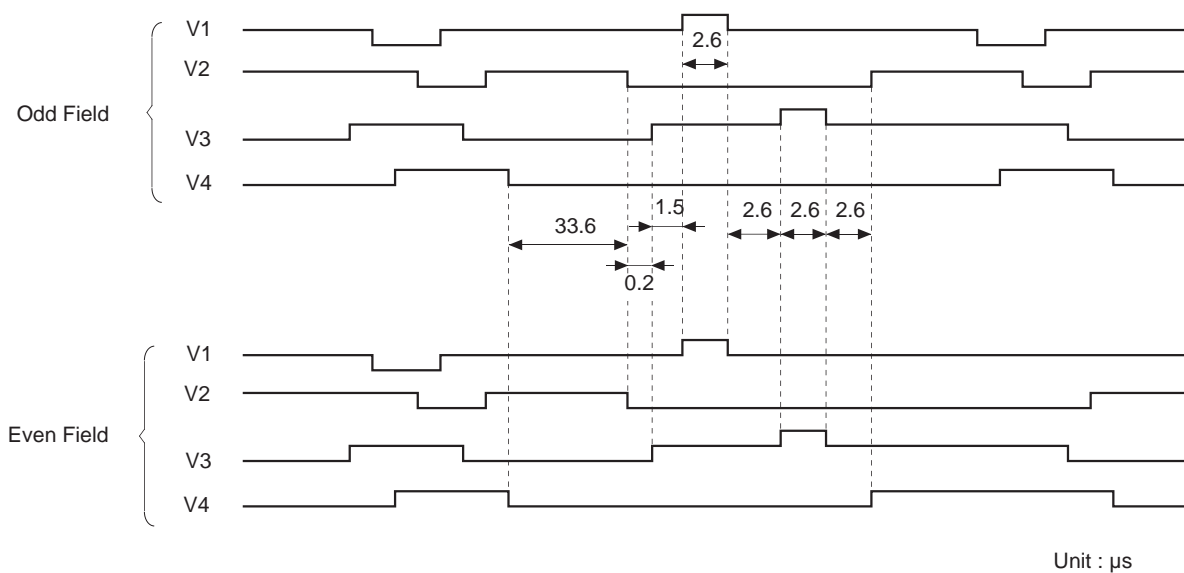 V1
2.6
V2
Odd Field
V3
V4
1.5
2.6 2.6 2.6
33.6
0.2
V1
V2
Even Field
V3
V4
Unit : µs